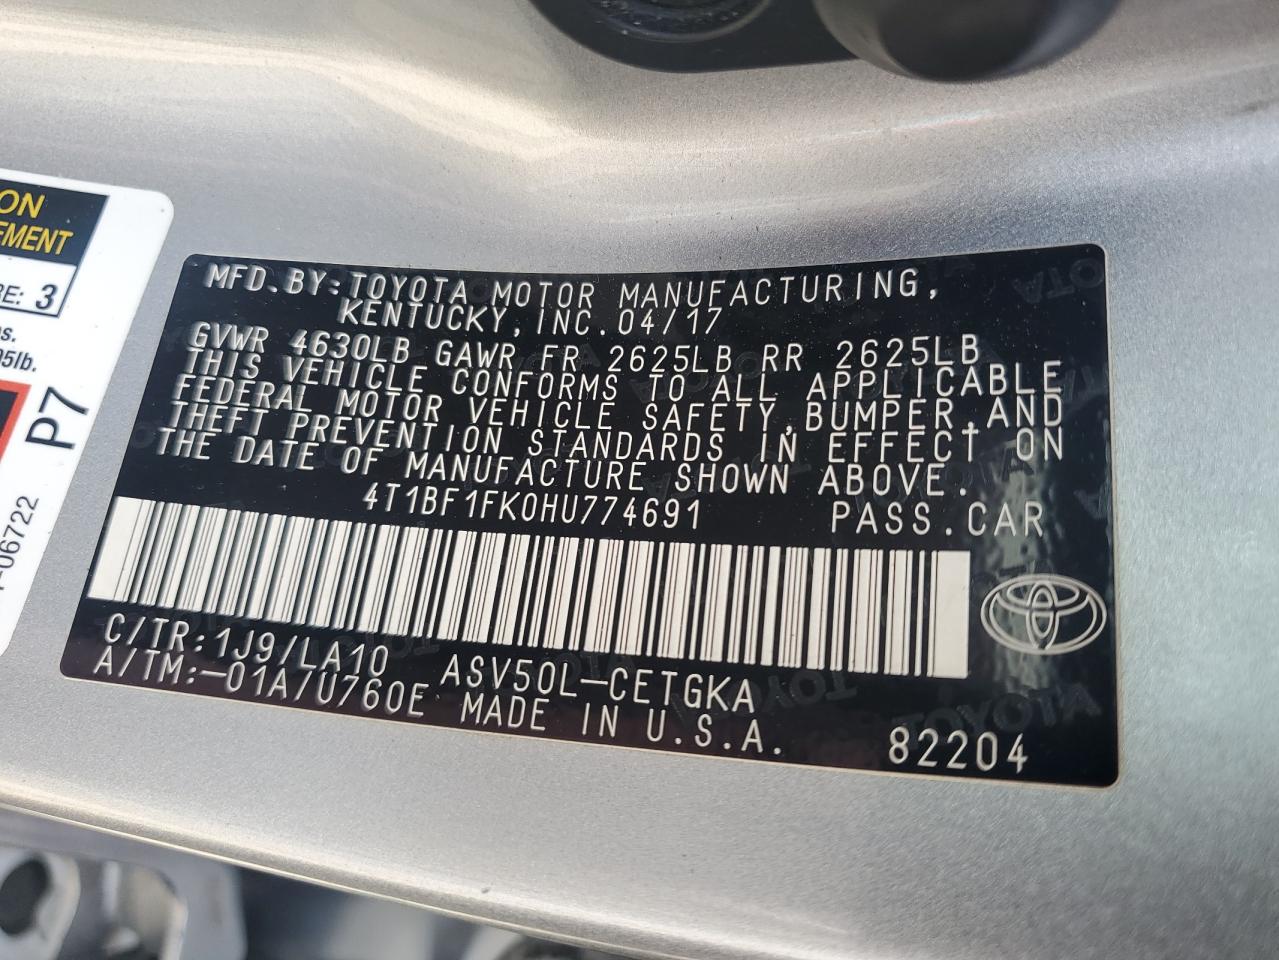 ON
EMENT
RE: 3
s.
05lb.
P7
-06722
MFD. BY: TOYOTA MOTOR MANUFACTURING,
KENTUCKY, INC. 04/17
GVWR 4630LB GAWR FR 2625LB RR 2625LB
THIS VEHICLE CONFORMS TO ALL APPLICABLE
FEDERAL MOTOR VEHICLE SAFETY, BUMPER, AND
THEFT PREVENTION STANDARDS IN EFFECT ON
THE DATE OF MANUFACTURE SHOWN ABOVE.
4T1BF1FK0HU774691 PASS. CAR
C/TR: 1J9/LA10 ASV50L-CETGKA
A/TM:-01A/U760E MADE IN U.S.A.
82204